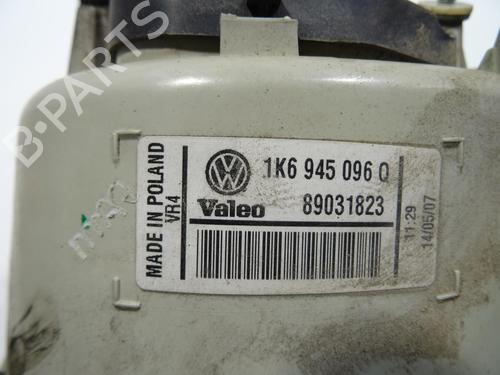 B-PARTS
MADE IN POLAND
VR4
1K6 945 096 Q
Valeo 89031823
11:29
14/05/07